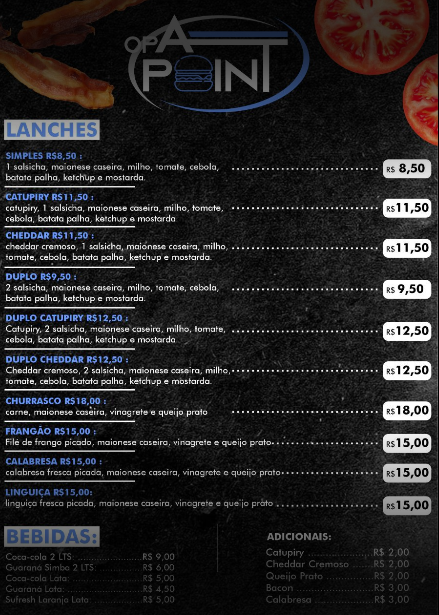 OPA
POINT
LANCHES
SIMPLES R$8,50 :
1 salsicha, maionese caseira, milho, tomate, cebola,
batata palha, ketchup e mostarda.
R$ 8,50
CATUPIRY R$11,50 :
catupiry, 1 salsicha, maionese caseira, milho, tomate,
cebola, batata palha, ketchup e mostarda
R$ 11,50
CHEDDAR R$11,50 :
cheddar cremoso, 1 salsicha, maionese caseira, milho,
tomate, cebola, batata palha, ketchup e mostarda.
R$ 11,50
DUPLO R$9,50 :
2 salsicha, maionese caseira, milho, tomate, cebola,
batata palha, ketchup e mostarda.
R$ 9,50
DUPLO CATUPIRY R$12,50 :
Catupiry, 2 salsicha, maionese caseira, milho, tomate,
cebola, batata palha, ketchup e mostarda.
R$ 12,50
DUPLO CHEDDAR R$12,50 :
Cheddar cremoso, 2 salsicha, maionese caseira, milho,
tomate, cebola, batata palha, ketchup e mostarda.
R$ 12,50
CHURRASCO R$18,00 :
carne, maionese caseira, vinagrete e queijo prato
R$ 18,00
FRANGÃO R$15,00 :
Filé de frango picado, maionese caseira, vinagrete e queijo prato
R$ 15,00
CALABRESA R$15,00 :
calabresa fresca picada, maionese caseira, vinagrete e queijo prato
R$ 15,00
LINGUIÇA R$15,00:
linguiça fresca picada, maionese caseira, vinagrete e queijo prato
R$ 15,00
BEBIDAS:
Coca-cola 2 LTS: R$ 9,00
Guaraná Simba 2 LTS: R$ 6,00
Coca-cola Lata: R$ 5,00
Guaraná Lata: R$ 4,50
Sufresh Laranja Lata: R$ 5,00
ADICIONAIS:
Catupiry R$ 2,00
Cheddar Cremoso R$ 2,00
Queijo Prato R$ 2,00
Bacon R$ 3,00
Calabresa R$ 3,00